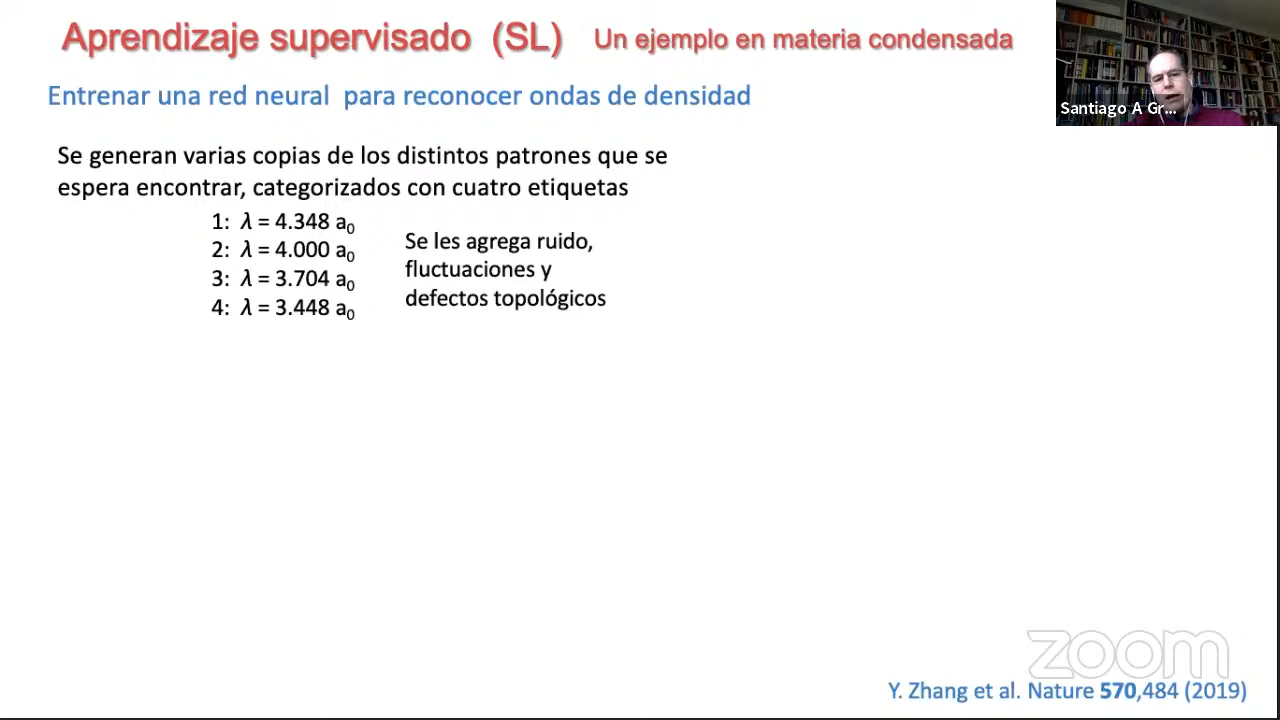 Aprendizaje supervisado (SL) Un ejemplo en materia condensada
Entrenar una red neural para reconocer ondas de densidad
Santiago A Gr...
Se generan varias copias de los distintos patrones que se
espera encontrar, categorizados con cuatro etiquetas
1: λ = 4.348 a₀
2: λ = 4.000 a₀
3: λ = 3.704 a₀
4: λ = 3.448 a₀
Se les agrega ruido,
fluctuaciones y
defectos topológicos
zoom
Y. Zhang et al. Nature 570,484 (2019)